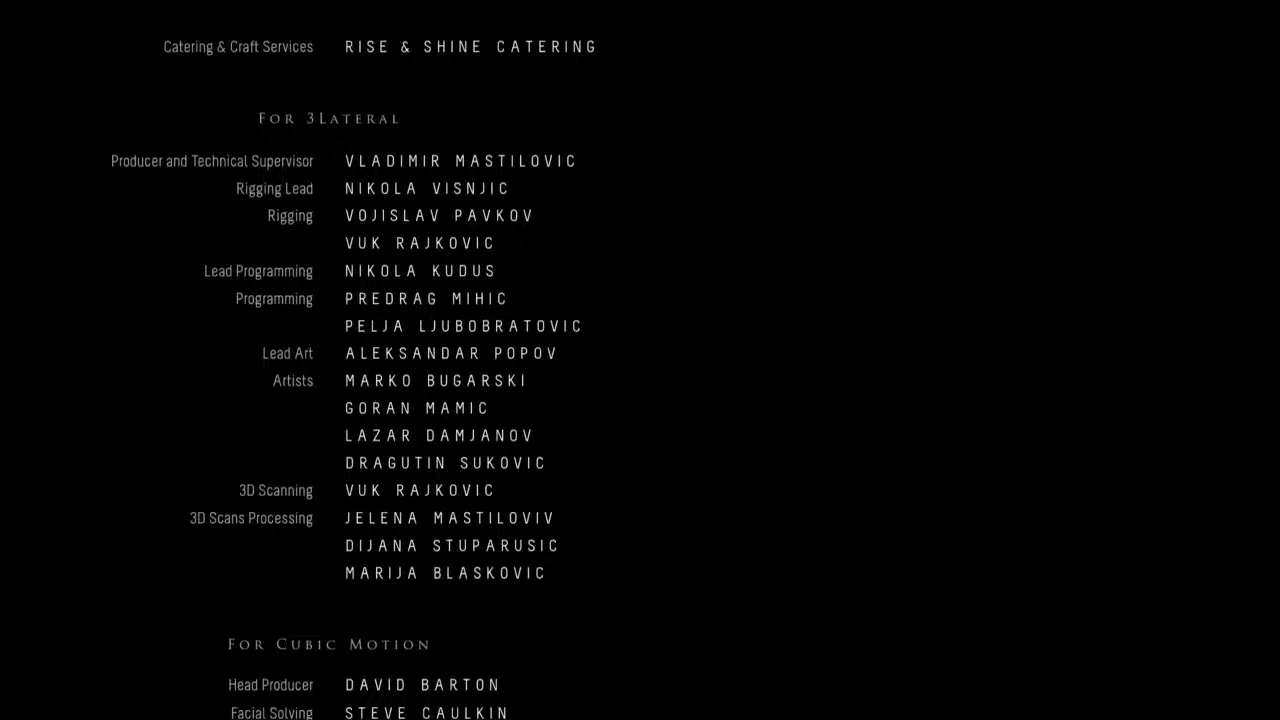 Catering & Craft Services RISE & SHINE CATERING
FOR 3LATERAL
Producer and Technical Supervisor VLADIMIR MASTILOVIC
Rigging Lead NIKOLA VISNJIC
Rigging VOJISLAV PAVKOV
VUK RAJKOVIC
Lead Programming NIKOLA KUDUS
Programming PREDRAG MIHIC
PELJA LJUBOBRATOVIC
Lead Art ALEKSANDAR POPOV
Artists MARKO BUGARSKI
GORAN MAMIC
LAZAR DAMJANOV
DRAGUTIN SUKOVIC
3D Scanning VUK RAJKOVIC
3D Scans Processing JELENA MASTILOVIV
DIJANA STUPARUSIC
MARIJA BLASKOVIC
FOR CUBIC MOTION
Head Producer DAVID BARTON
Facial Solving STEVE CAULKIN